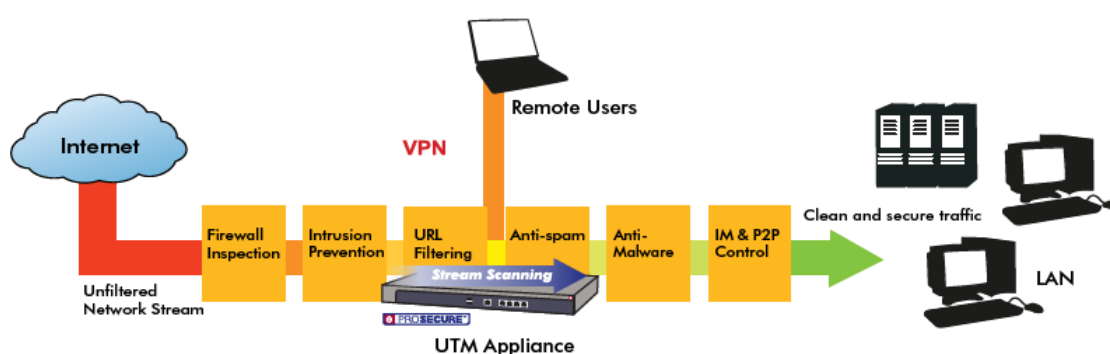 Internet
Remote Users
VPN
Firewall
Inspection
Intrusion
Prevention
URL
Filtering
Anti-spam
Anti-
Malware
IM & P2P
Control
Clean and secure traffic
LAN
Stream Scanning
Unfiltered
Network Stream
PROSECURE
UTM Appliance